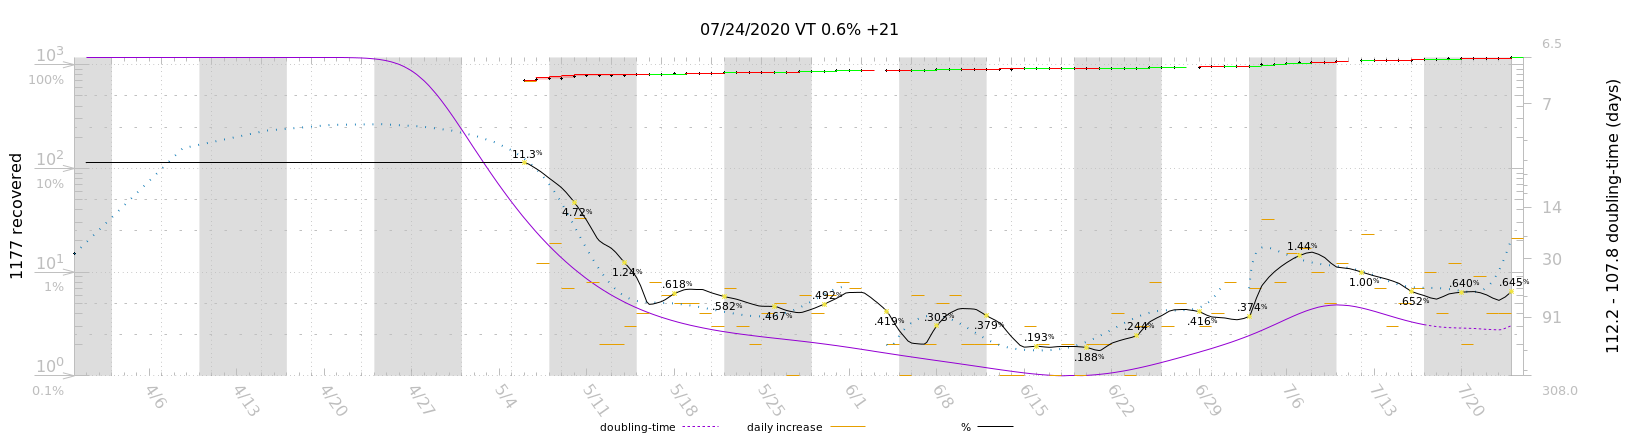 07/24/2020 VT 0.6% +21
10³ 6.5
100%
7
11.3%
10²
10%
14
4.72%
1.44%
30
10¹
1.24%
1%
.618% 1.00% .640% .645%
.492% .652%
.582% .374%
.467% .419% .303% .379% .244% .416% 91
.193%
.188%
10⁰
0.1% 308.0
4/6 4/13 4/20 4/27 5/4 5/11 5/18 5/25 6/1 6/8 6/15 6/22 6/29 7/6 7/13 7/20
1177 recovered
112.2 - 107.8 doubling-time (days)
doubling-time daily increase %